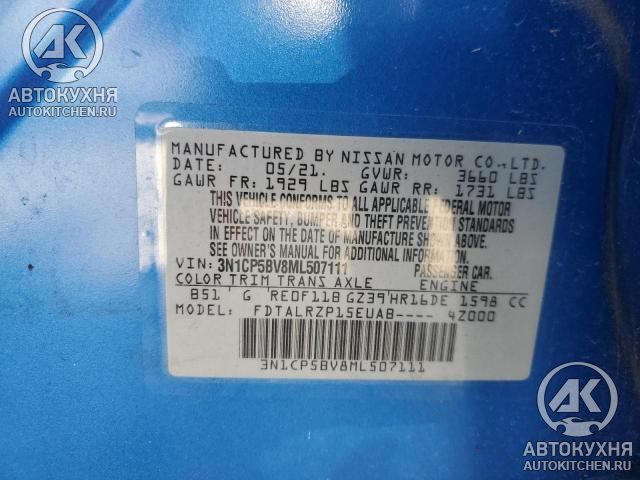 AK
АВТОКУХНЯ
AUTOKITCHEN.RU
MANUFACTURED BY NISSAN MOTOR CO.,LTD.
DATE: 05/21. GVWR: 3660 LBS
GAWR FR: 1929 LBS GAWR RR: 1731 LBS
THIS VEHICLE CONFORMS TO ALL APPLICABLE FEDERAL MOTOR
VEHICLE SAFETY, BUMPER AND THEFT PREVENTION STANDARDS
IN EFFECT ON THE DATE OF MANUFACTURE SHOWN ABOVE.
SEE OWNER'S MANUAL FOR ADDITIONAL INFORMATION.
VIN: 3N1CP5BV8ML507111 PASSENGER CAR.
COLOR TRIM TRANS AXLE ENGINE
B51 G RE0F11B GZ39 HR16DE 1598 CC
MODEL: FDTALRZP15EUAB---- 4Z000
3N1CP5BV8ML507111
AK
АВТОКУХНЯ
AUTOKITCHEN.RU